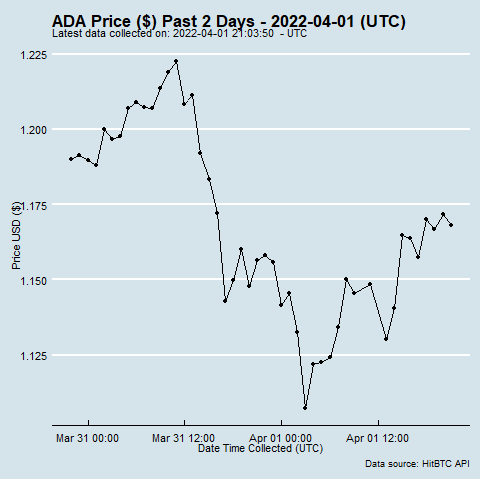 ADA Price ($) Past 2 Days - 2022-04-01 (UTC)
Latest data collected on: 2022-04-01 21:03:50 - UTC
1.225
1.200
1.175
1.150
1.125
Price USD ($)
Mar 31 00:00
Mar 31 12:00
Apr 01 00:00
Apr 01 12:00
Date Time Collected (UTC)
Data source: HitBTC API